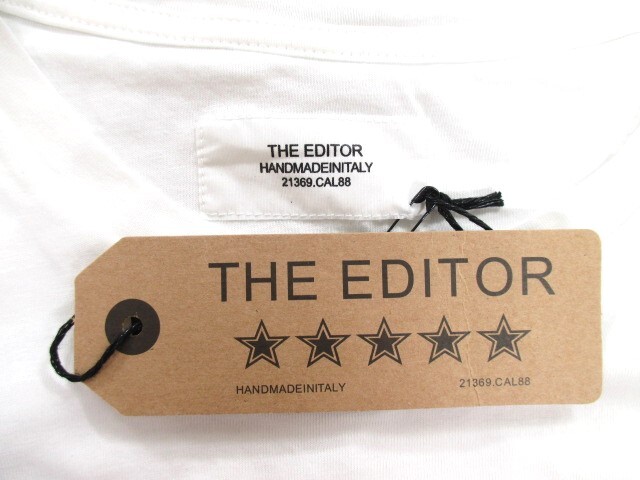 THE EDITOR
HANDMADEINITALY
21369.CAL88
THE EDITOR
HANDMADEINITALY 21369.CAL88